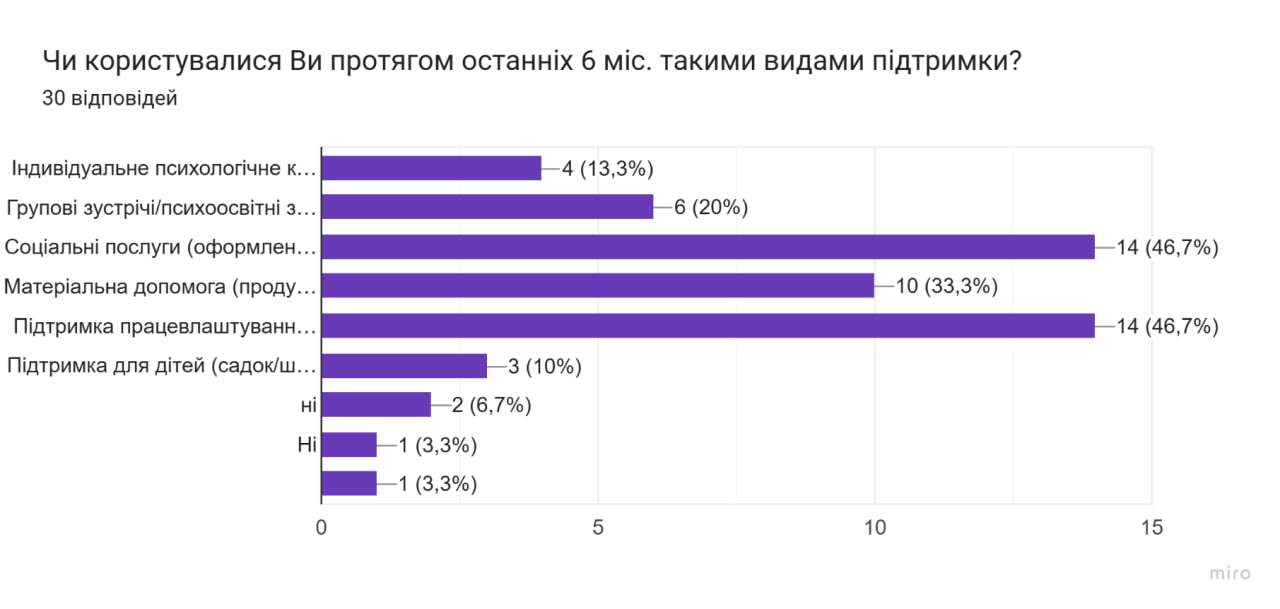 Чи користувалися Ви протягом останніх 6 міс. такими видами підтримки?
30 відповідей
Індивідуальне психологічне к…
4 (13,3%)
Групові зустрічі/психоосвітні з…
6 (20%)
Соціальні послуги (оформлен…
14 (46,7%)
Матеріальна допомога (проду…
10 (33,3%)
Підтримка працевлаштуванн…
14 (46,7%)
Підтримка для дітей (садок/ш…
3 (10%)
ні
2 (6,7%)
Ні
1 (3,3%)
1 (3,3%)
0 5 10 15
miro